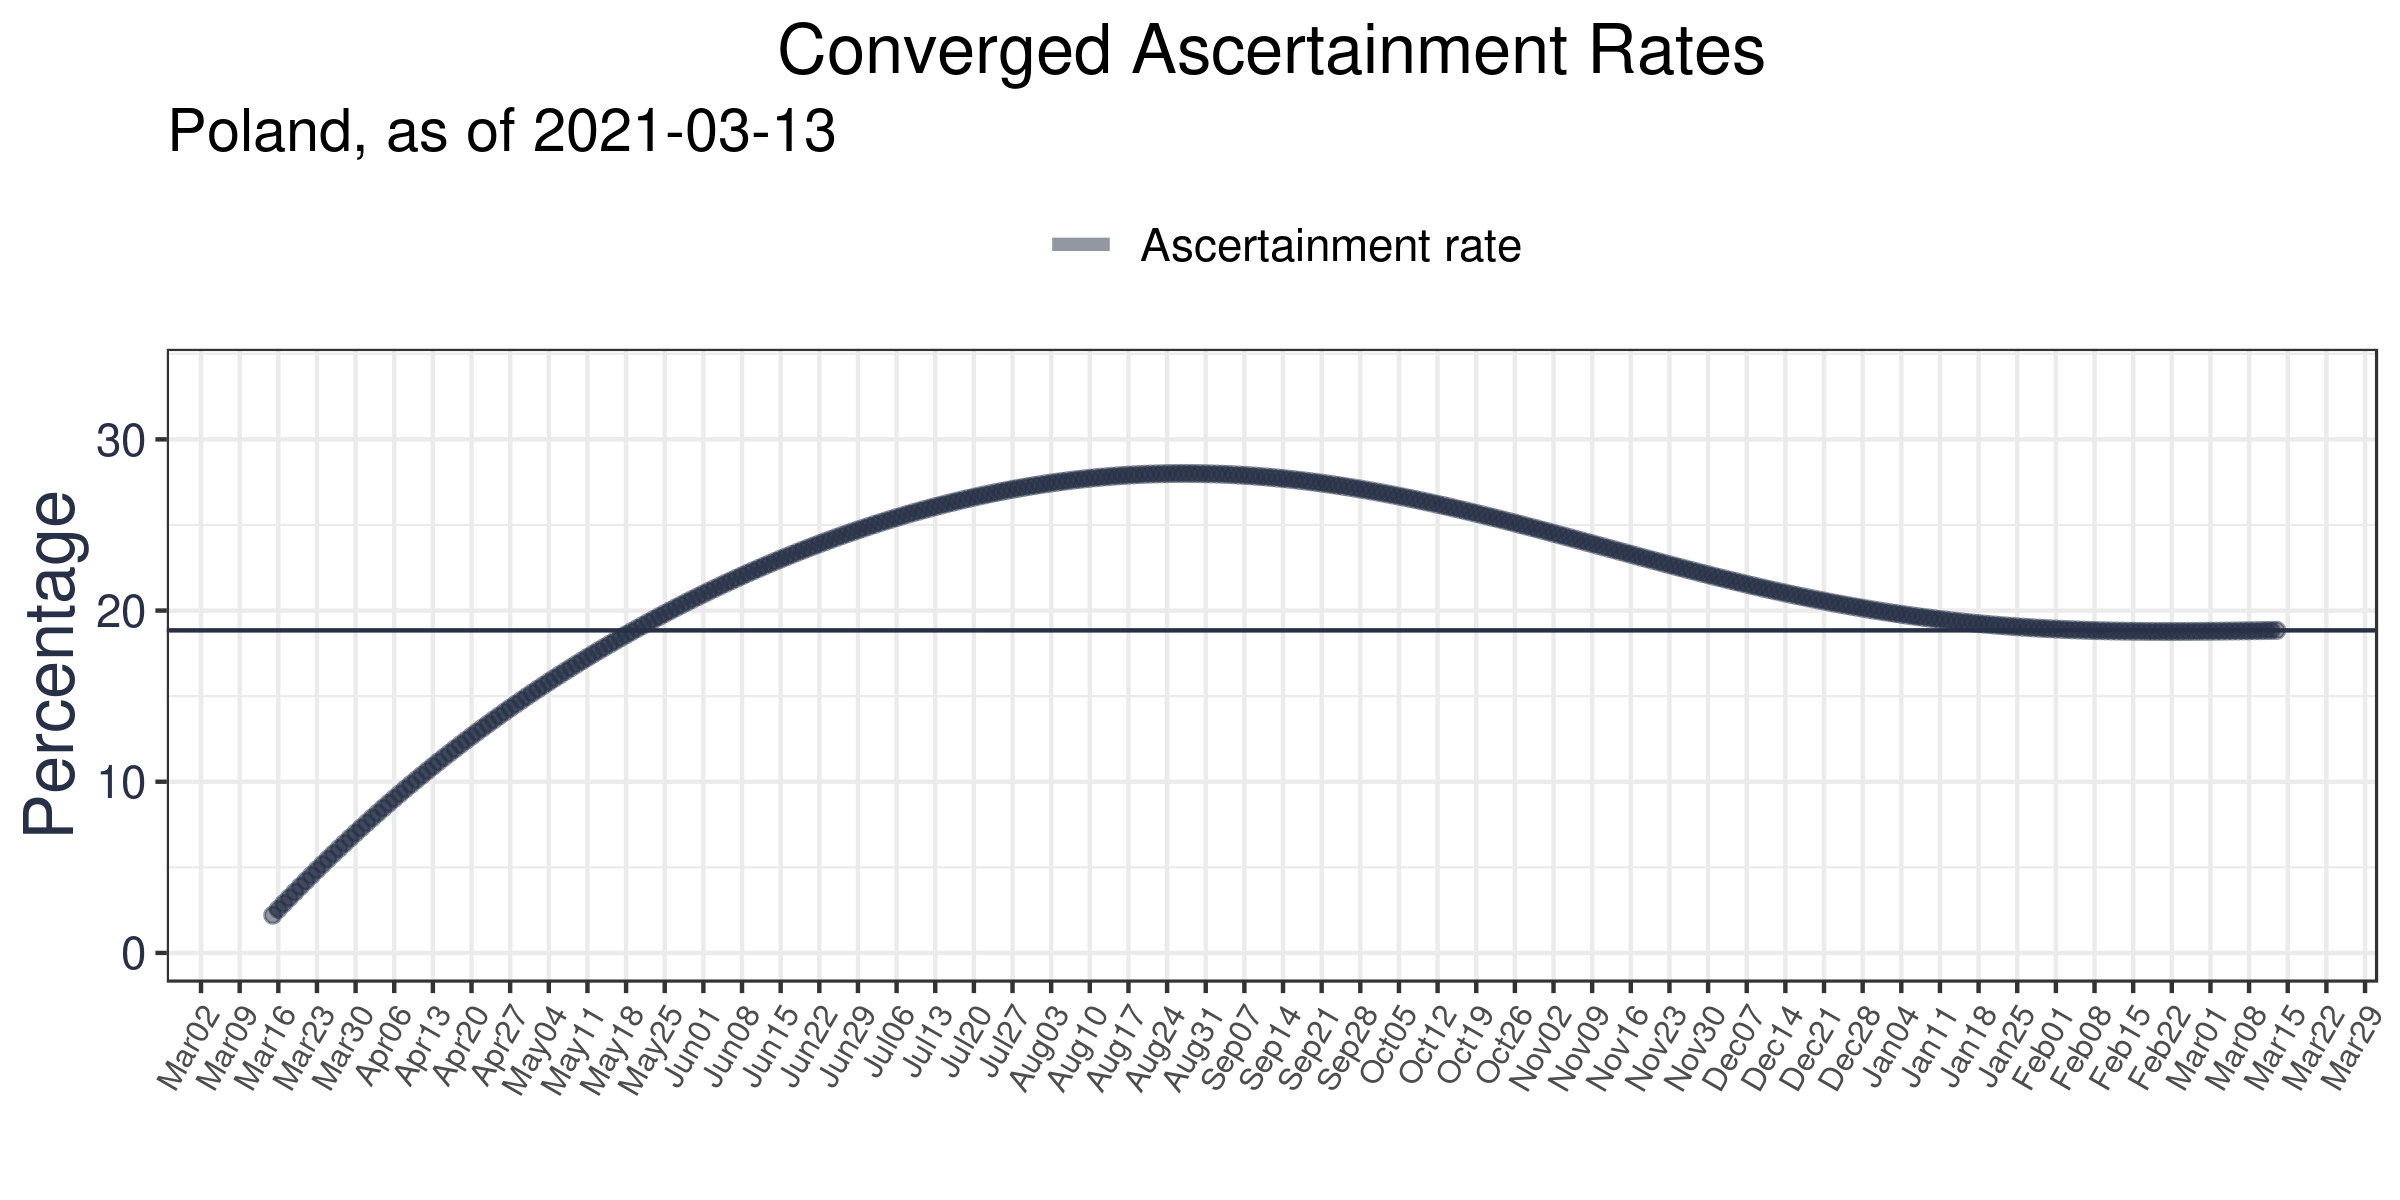 Converged Ascertainment Rates
Poland, as of 2021-03-13
Ascertainment rate
Percentage
30
20
10
0
Mar02
Mar09
Mar16
Mar23
Mar30
Apr06
Apr13
Apr20
Apr27
May04
May11
May18
May25
Jun01
Jun08
Jun15
Jun22
Jun29
Jul06
Jul13
Jul20
Jul27
Aug03
Aug10
Aug17
Aug24
Aug31
Sep07
Sep14
Sep21
Sep28
Oct05
Oct12
Oct19
Oct26
Nov02
Nov09
Nov16
Nov23
Nov30
Dec07
Dec14
Dec21
Dec28
Jan04
Jan11
Jan18
Jan25
Feb01
Feb08
Feb15
Feb22
Mar01
Mar08
Mar15
Mar22
Mar29